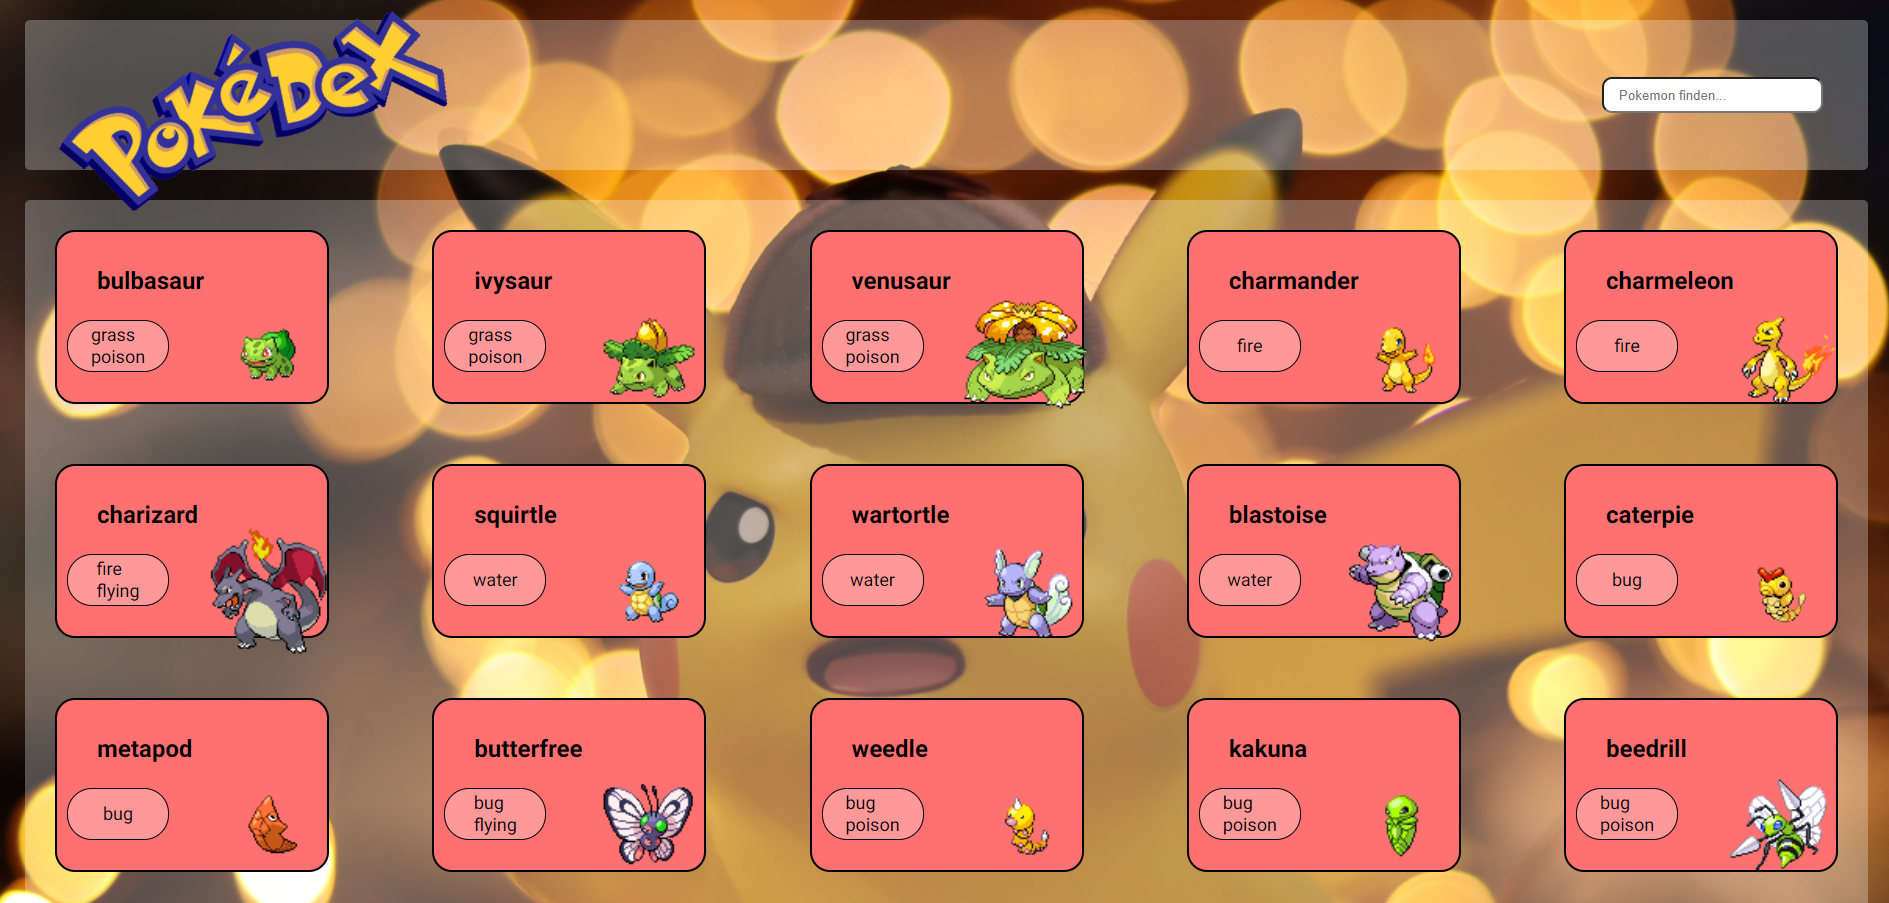 PokéDex
Pokemon finden...
bulbasaur
grass
poison
ivysaur
grass
poison
venusaur
grass
poison
charmander
fire
charmeleon
fire
charizard
fire
flying
squirtle
water
wartortle
water
blastoise
water
caterpie
bug
metapod
bug
butterfree
bug
flying
weedle
bug
poison
kakuna
bug
poison
beedrill
bug
poison